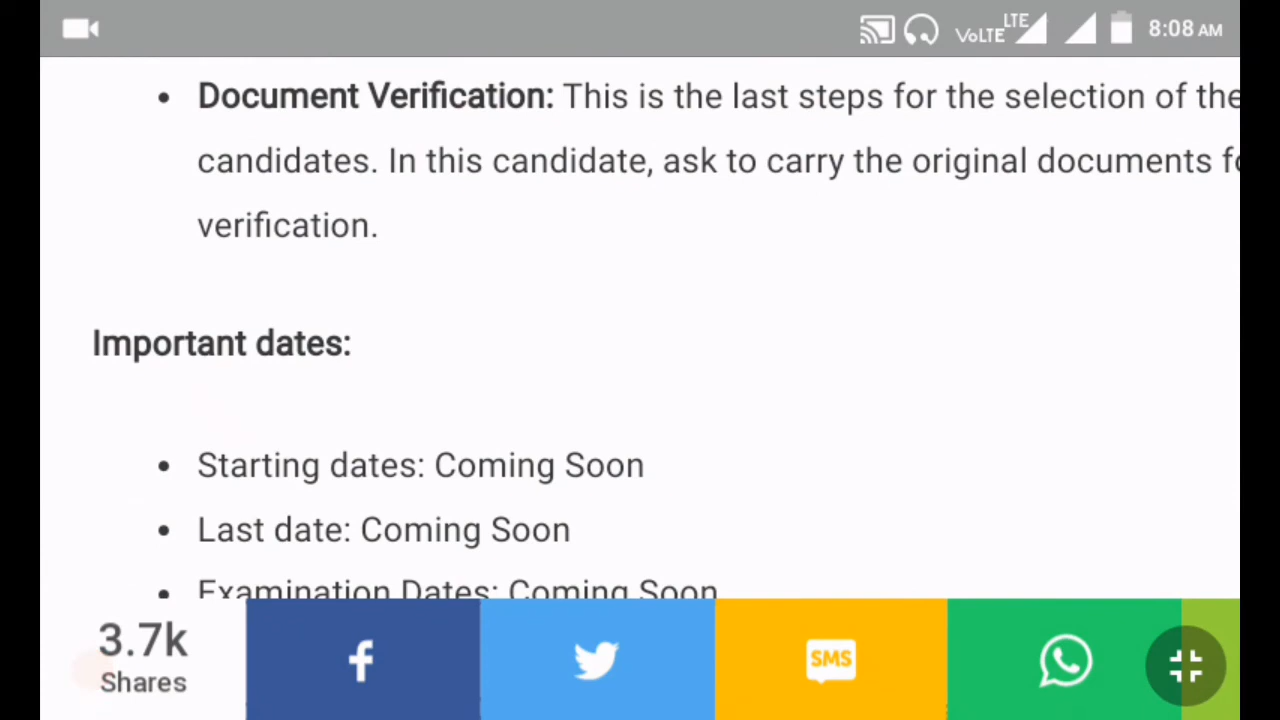 VoLTE LTE 8:08 AM
• Document Verification: This is the last steps for the selection of the
candidates. In this candidate, ask to carry the original documents
verification.
Important dates:
• Starting dates: Coming Soon
• Last date: Coming Soon
• Examination Dates: Coming Soon
3.7k
Shares
SMS